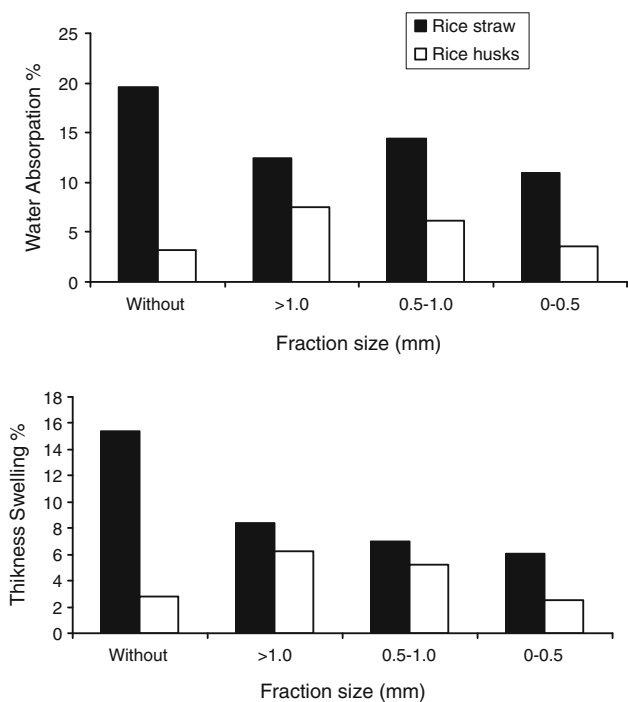 Rice straw
Rice husks
Water Absorpation %
25
20
15
10
5
0
Without >1.0 0.5-1.0 0-0.5
Fraction size (mm)
Thikness Swelling %
18
16
14
12
10
8
6
4
2
0
Without >1.0 0.5-1.0 0-0.5
Fraction size (mm)